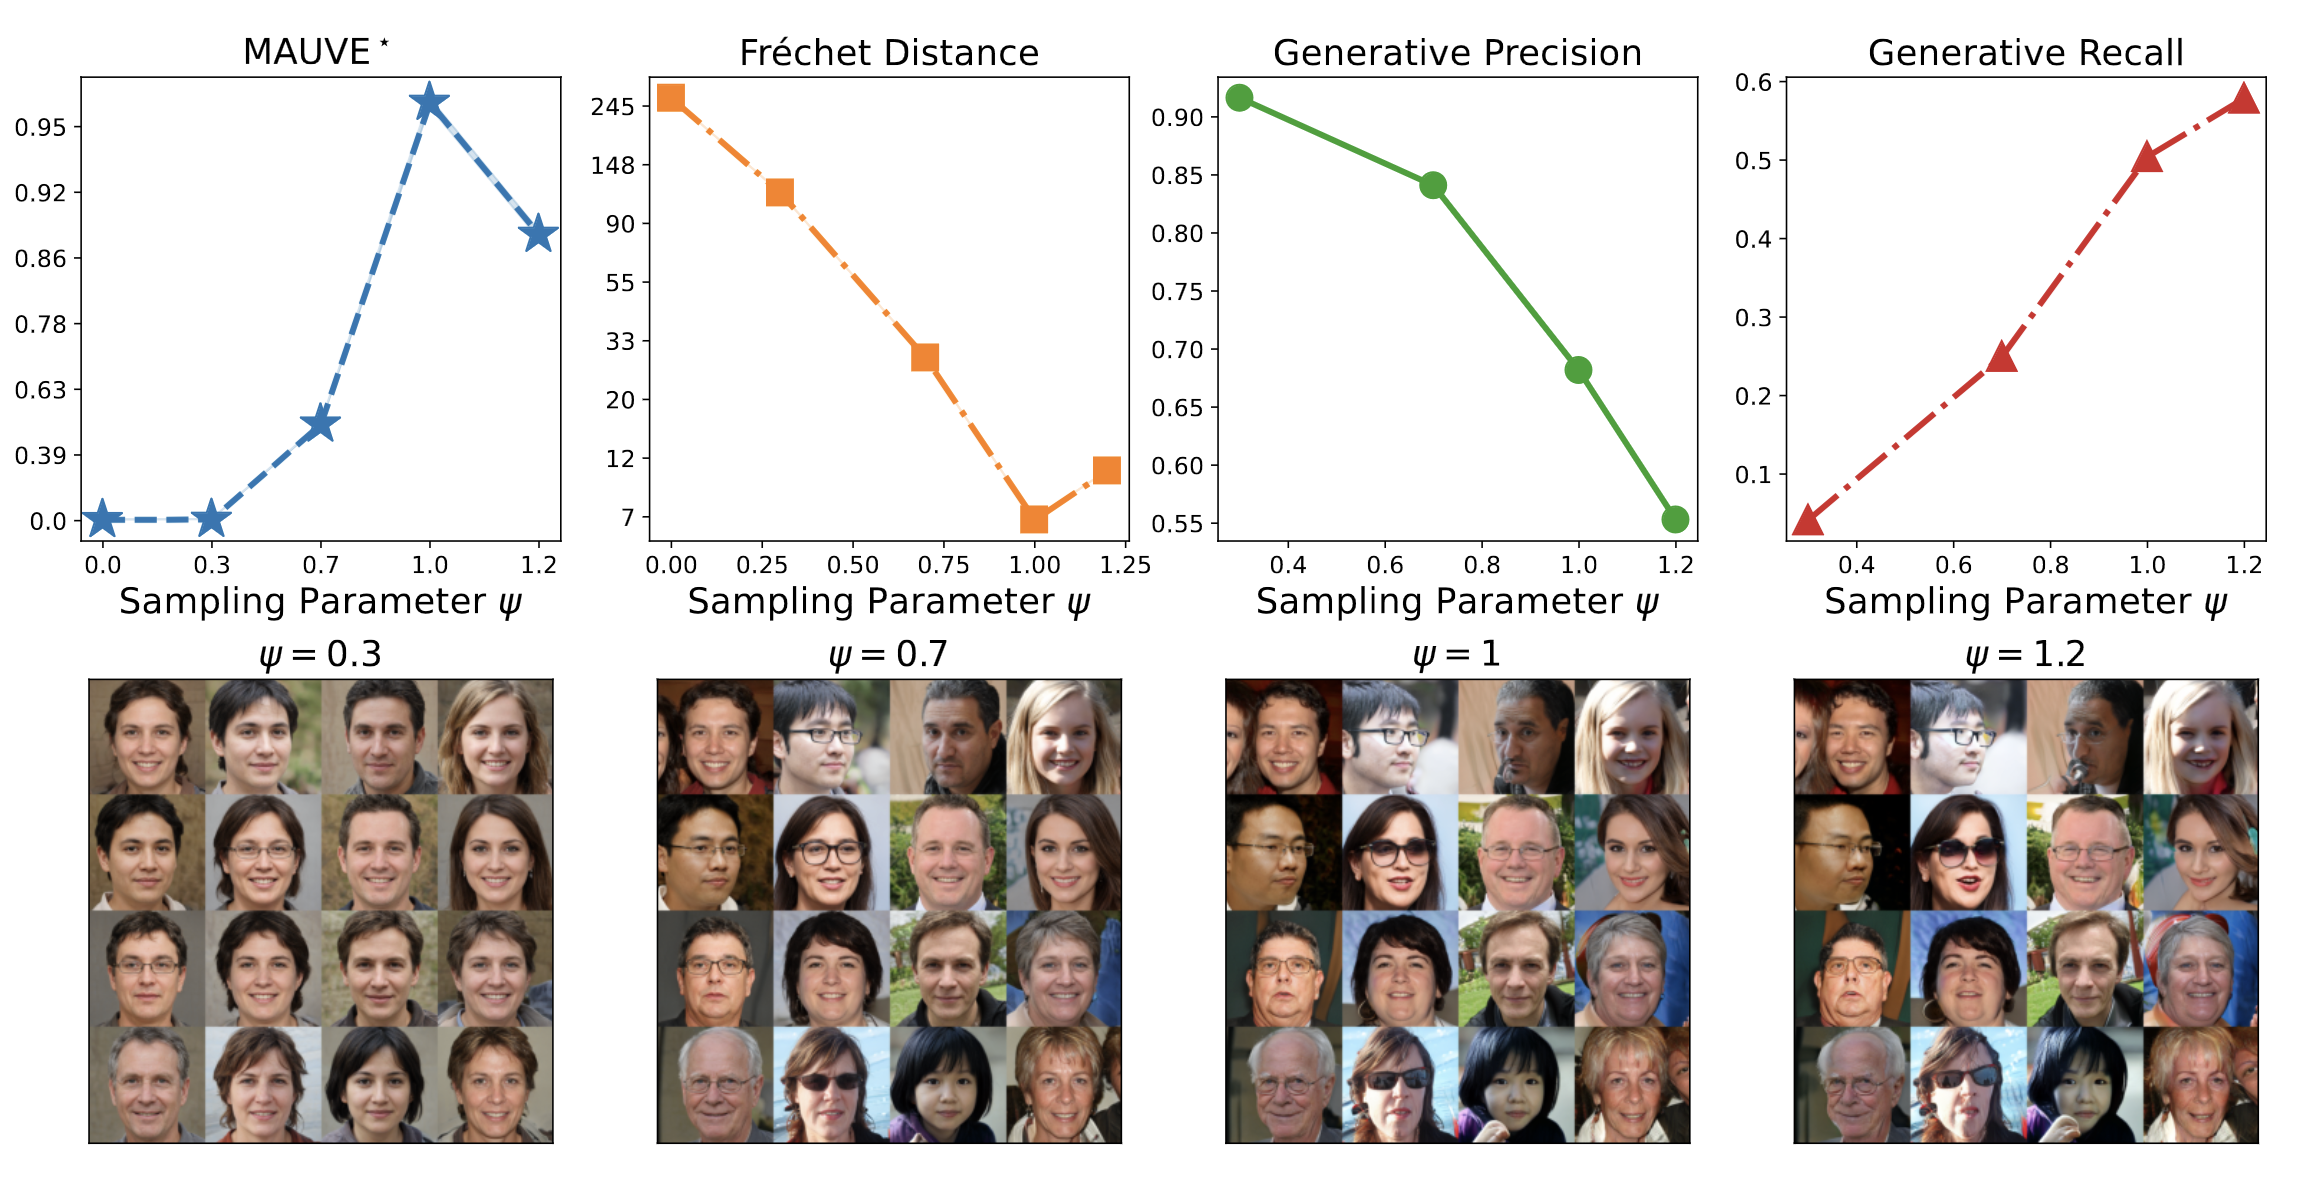 MAUVE ★
0.95
0.92
0.86
0.78
0.63
0.39
0.0
0.0 0.3 0.7 1.0 1.2
Sampling Parameter ψ
Fréchet Distance
245
148
90
55
33
20
12
7
0.00 0.25 0.50 0.75 1.00 1.25
Sampling Parameter ψ
Generative Precision
0.90
0.85
0.80
0.75
0.70
0.65
0.60
0.55
0.4 0.6 0.8 1.0 1.2
Sampling Parameter ψ
Generative Recall
0.6
0.5
0.4
0.3
0.2
0.1
0.4 0.6 0.8 1.0 1.2
Sampling Parameter ψ
ψ = 0.3
ψ = 0.7
ψ = 1
ψ = 1.2